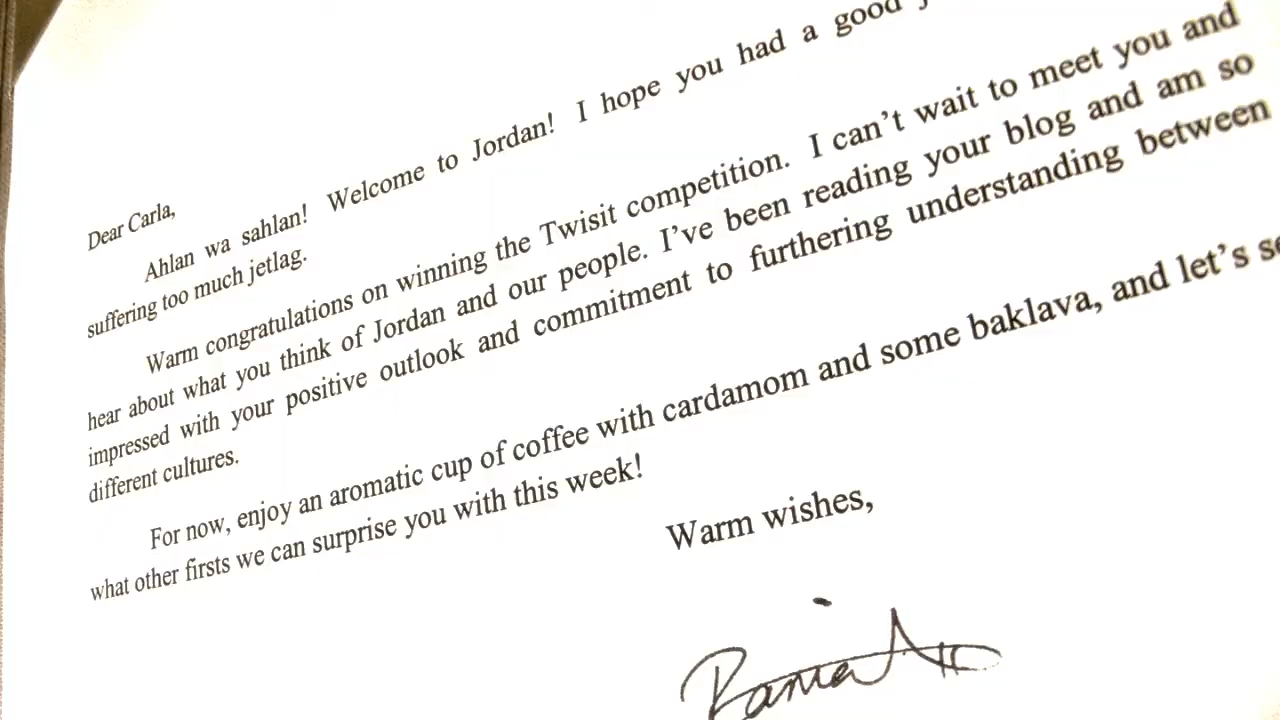 Dear Carla,
Ahlan wa sahlan! Welcome to Jordan! I hope you had a good
suffering too much jetlag.
Warm congratulations on winning the Twisit competition. I can't wait to meet you and
hear about what you think of Jordan and our people. I've been reading your blog and am so
impressed with your positive outlook and commitment to furthering understanding between
different cultures.
For now, enjoy an aromatic cup of coffee with cardamom and some baklava, and let's
what other firsts we can surprise you with this week!
Warm wishes,
Rania